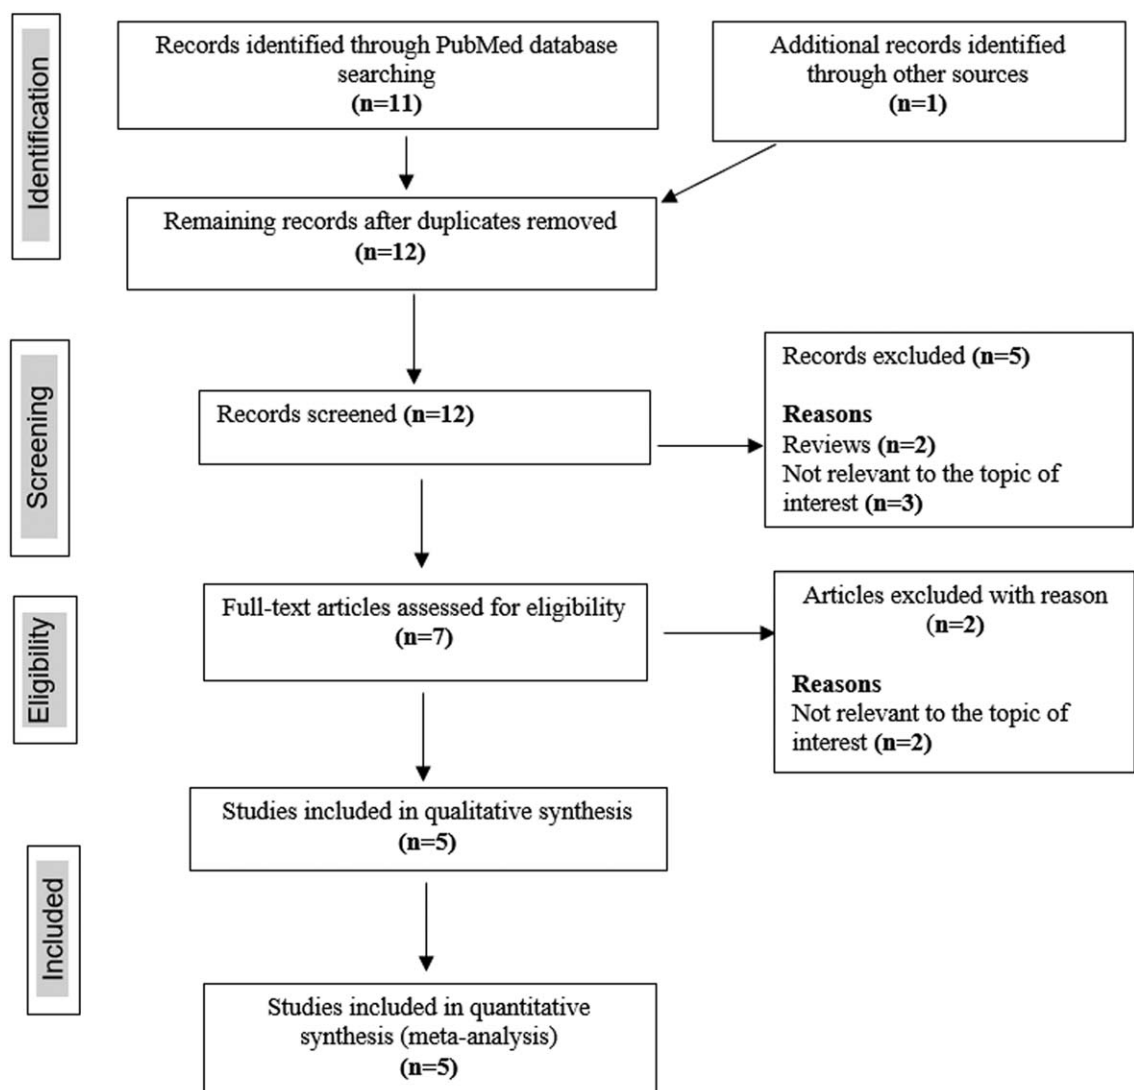 Identification
Records identified through PubMed database
searching
(n=11)
Additional records identified
through other sources
(n=1)
Remaining records after duplicates removed
(n=12)
Screening
Records screened (n=12)
Records excluded (n=5)
Reasons
Reviews (n=2)
Not relevant to the topic of
interest (n=3)
Eligibility
Full-text articles assessed for eligibility
(n=7)
Articles excluded with reason
(n=2)
Reasons
Not relevant to the topic of
interest (n=2)
Included
Studies included in qualitative synthesis
(n=5)
Studies included in quantitative
synthesis (meta-analysis)
(n=5)